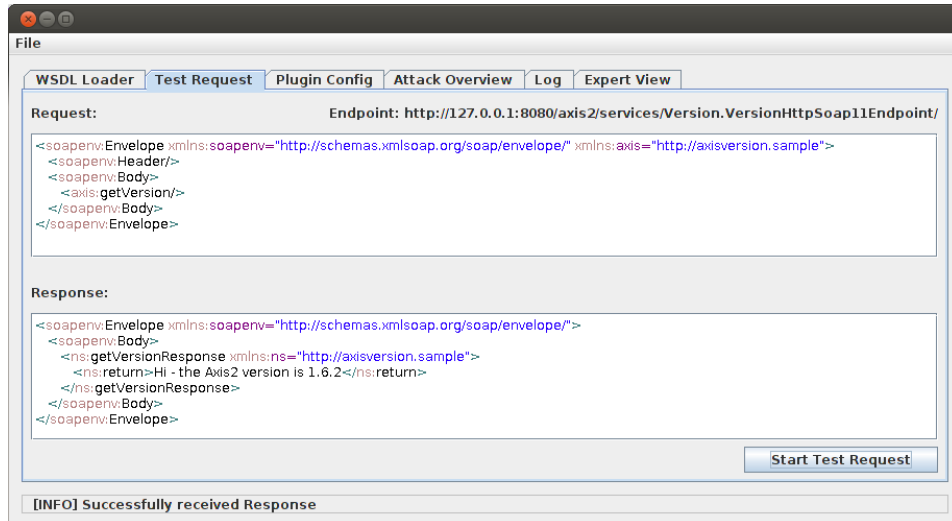 File
WSDL Loader Test Request Plugin Config Attack Overview Log Expert View
Request: Endpoint: http://127.0.0.1:8080/axis2/services/Version.VersionHttpSoap11Endpoint/
<soapenv:Envelope xmlns:soapenv="http://schemas.xmlsoap.org/soap/envelope/" xmlns:axis="http://axisversion.sample">
<soapenv:Header/>
<soapenv:Body>
<axis:getVersion/>
</soapenv:Body>
</soapenv:Envelope>
Response:
<soapenv:Envelope xmlns:soapenv="http://schemas.xmlsoap.org/soap/envelope/">
<soapenv:Body>
<ns:getVersionResponse xmlns:ns="http://axisversion.sample">
<ns:return>Hi - the Axis2 version is 1.6.2</ns:return>
</ns:getVersionResponse>
</soapenv:Body>
</soapenv:Envelope>
Start Test Request
[INFO] Successfully received Response